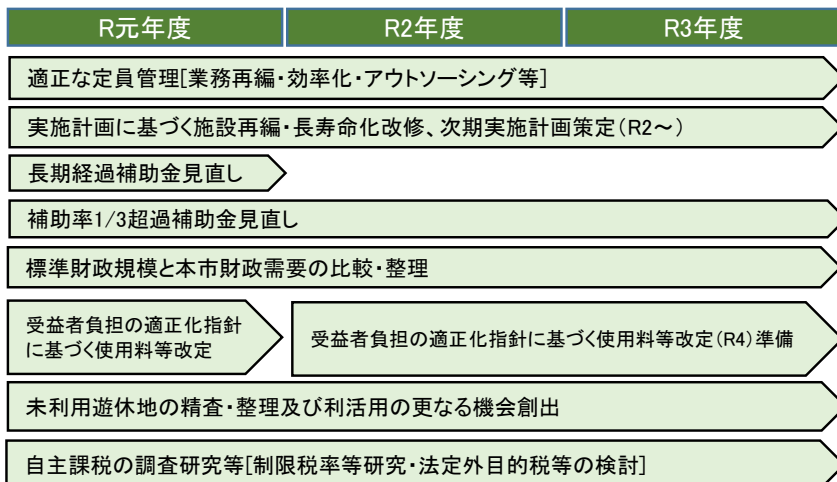 R元年度 R2年度 R3年度
適正な定員管理[業務再編・効率化・アウトソーシング等]
実施計画に基づく施設再編・長寿命化改修、次期実施計画策定(R2～)
長期経過補助金見直し
補助率1/3超過補助金見直し
標準財政規模と本市財政需要の比較・整理
受益者負担の適正化指針
に基づく使用料等改定
受益者負担の適正化指針に基づく使用料等改定(R4)準備
未利用遊休地の精査・整理及び利活用の更なる機会創出
自主課税の調査研究等[制限税率等研究・法定外目的税等の検討]